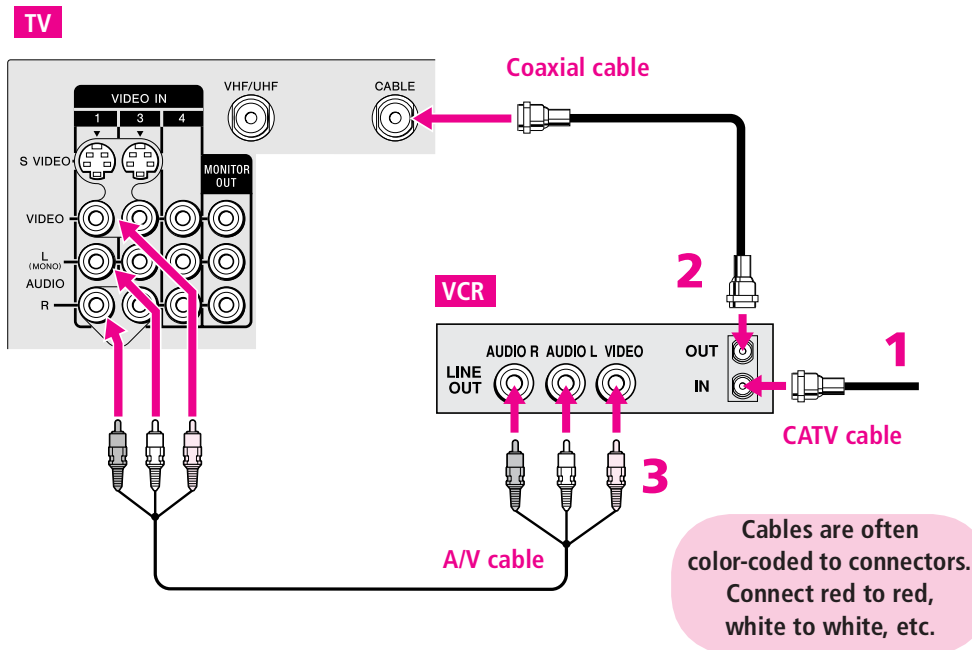 TV
Coaxial cable
VIDEO IN
1 3 4
VHF/UHF
CABLE
S VIDEO
MONITOR
OUT
VIDEO
L
(MONO)
AUDIO
R
2
VCR
AUDIO R AUDIO L VIDEO
LINE
OUT
OUT
IN
1
CATV cable
3
A/V cable
Cables are often
color-coded to connectors.
Connect red to red,
white to white, etc.